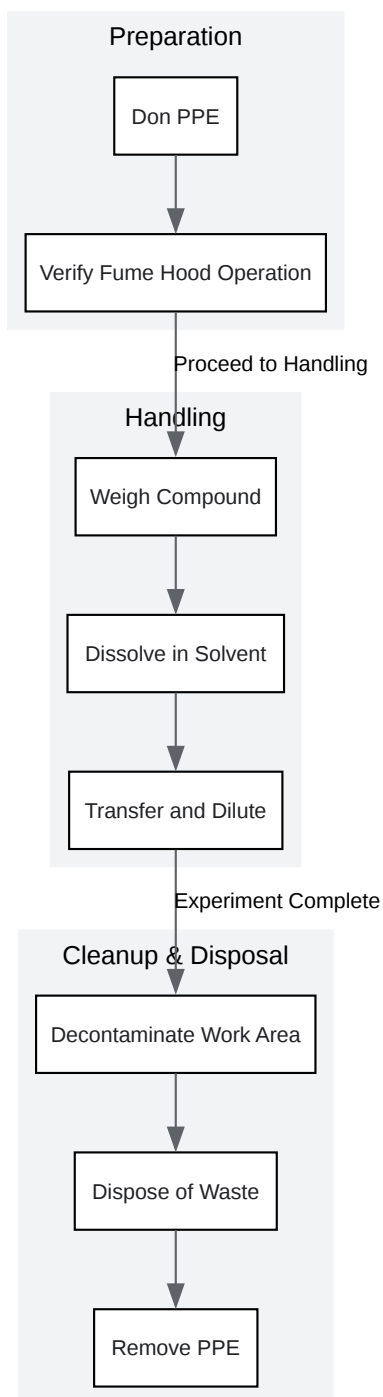 Preparation
Don PPE
Verify Fume Hood Operation
Proceed to Handling
Handling
Weigh Compound
Dissolve in Solvent
Transfer and Dilute
Experiment Complete
Cleanup & Disposal
Decontaminate Work Area
Dispose of Waste
Remove PPE